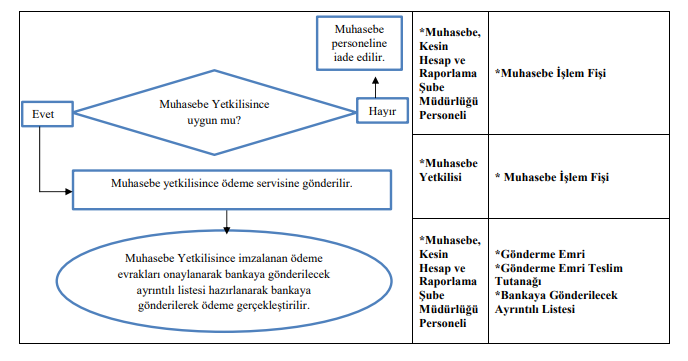 Muhasebe
personeline
iade edilir.
Muhasebe Yetkilisince
uygun mu?
Evet
Hayır
*Muhasebe,
Kesin
Hesap ve
Raporlama
Şube
Müdürlüğü
Personeli
*Muhasebe İşlem Fişi
Muhasebe yetkilisince ödeme servisine gönderilir.
*Muhasebe
Yetkilisi
* Muhasebe İşlem Fişi
Muhasebe Yetkilisince imzalanan ödeme
evrakları onaylanarak bankaya gönderilecek
ayrıntılı listesi hazırlanarak bankaya
gönderilerek ödeme gerçekleştirilir.
*Muhasebe,
Kesin
Hesap ve
Raporlama
Şube
Müdürlüğü
Personeli
*Gönderme Emri
*Gönderme Emri Teslim
Tutanağı
*Bankaya Gönderilecek
Ayrıntılı Listesi